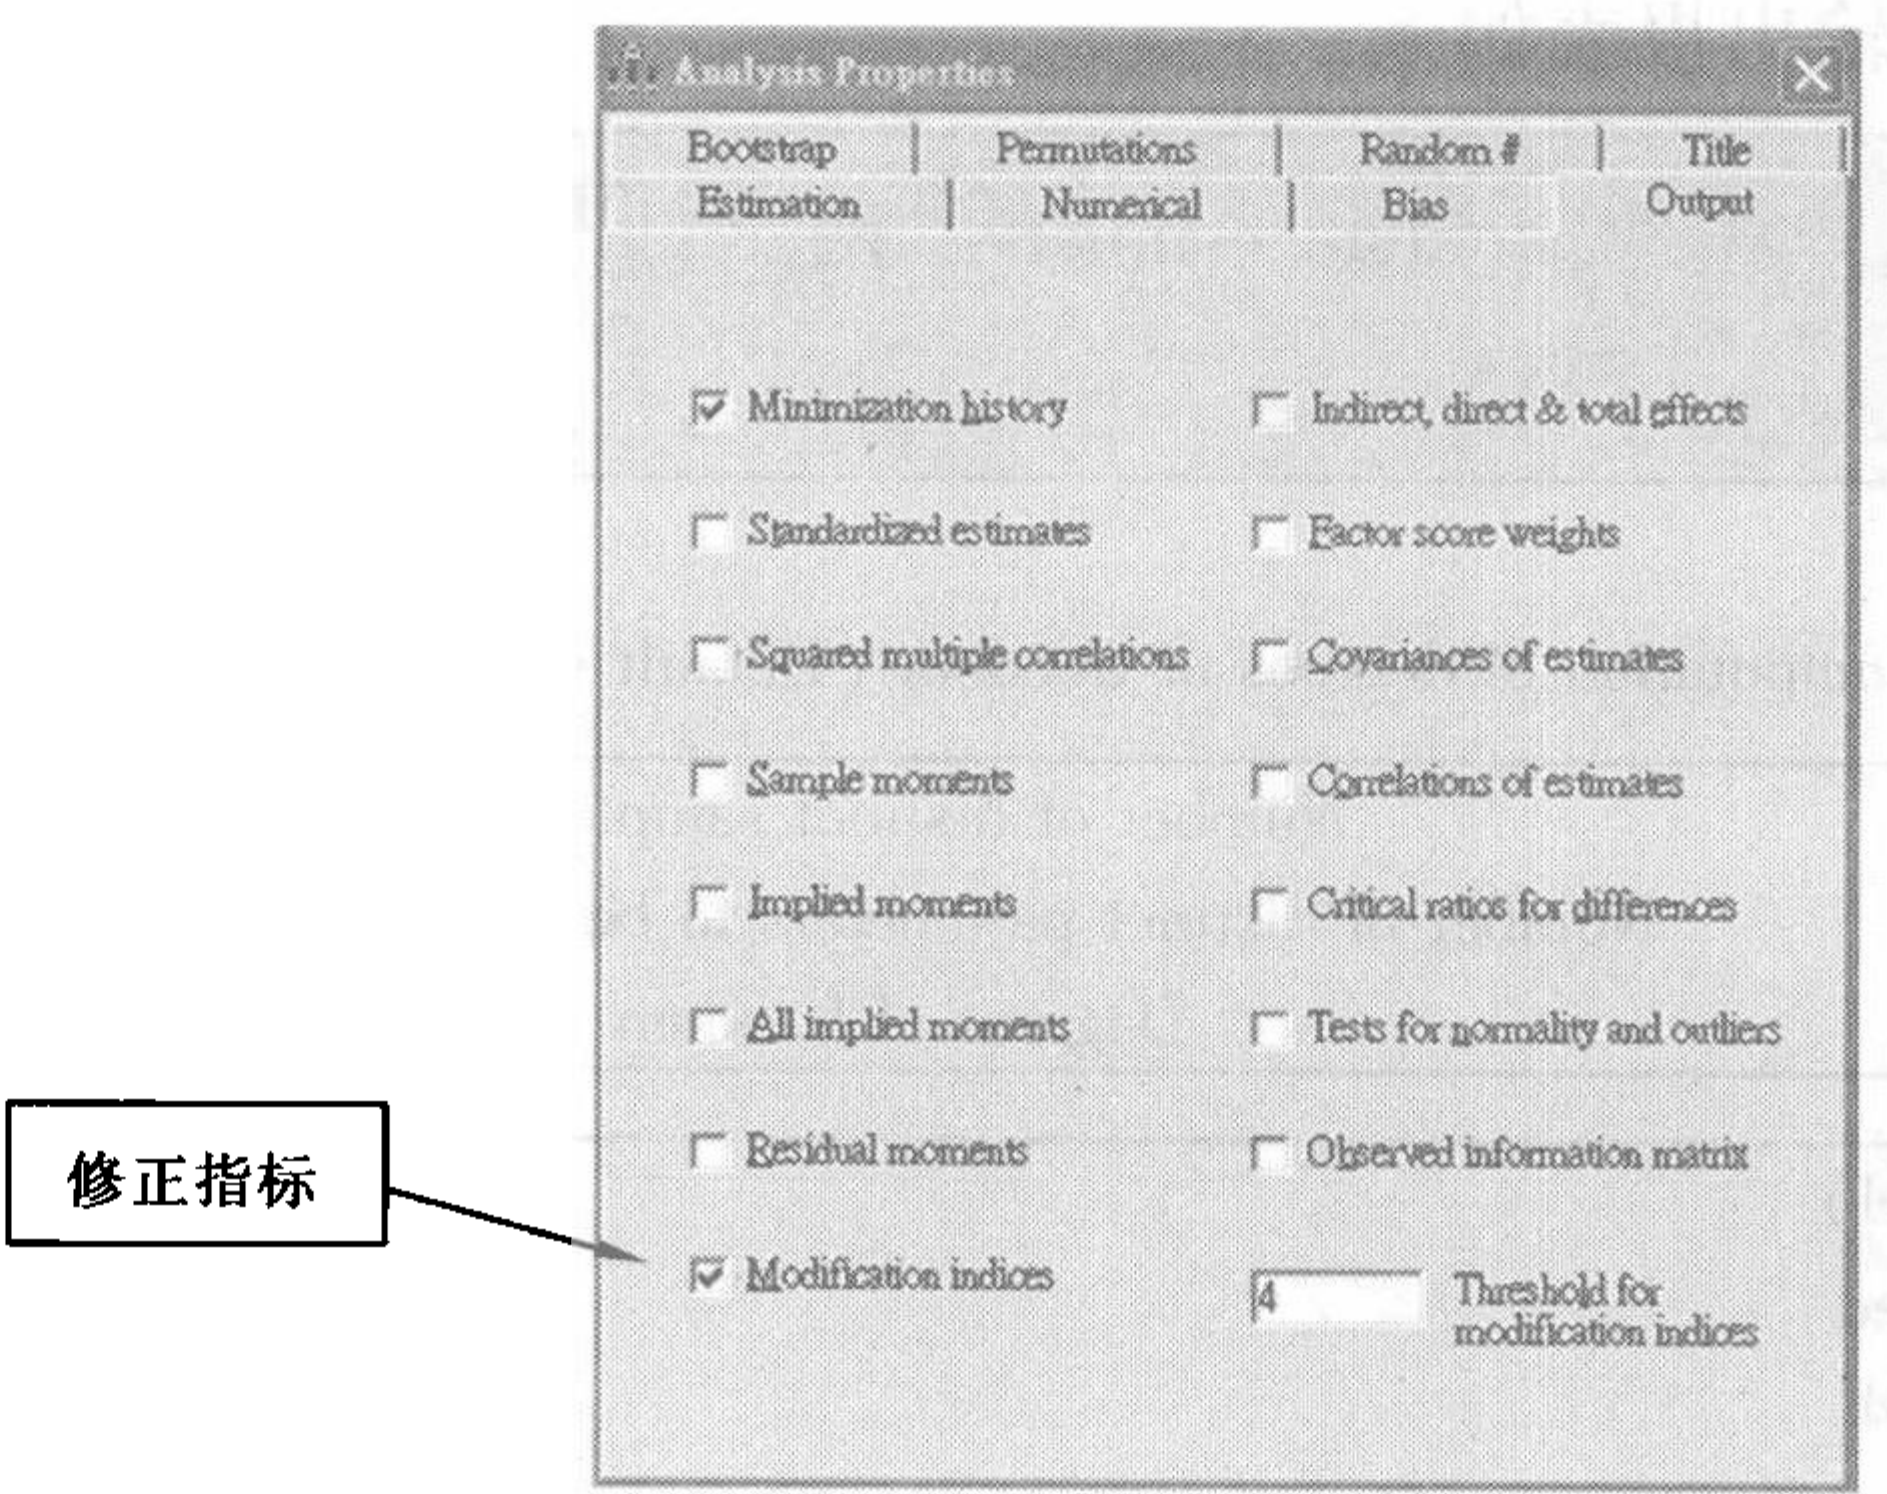 Analysis Properties
Bootstrap Permutations Random # Title
Estimation Numerical Bias Output
Minimization history Indirect, direct & total effects
Standardized estimates Factor score weights
Squared multiple correlations Covariances of estimates
Sample moments Correlations of estimates
Implied moments Critical ratios for differences
All implied moments Tests for normality and outliers
Residual moments Observed information matrix
修正指标
Modification indices 4 Threshold for
modification indices